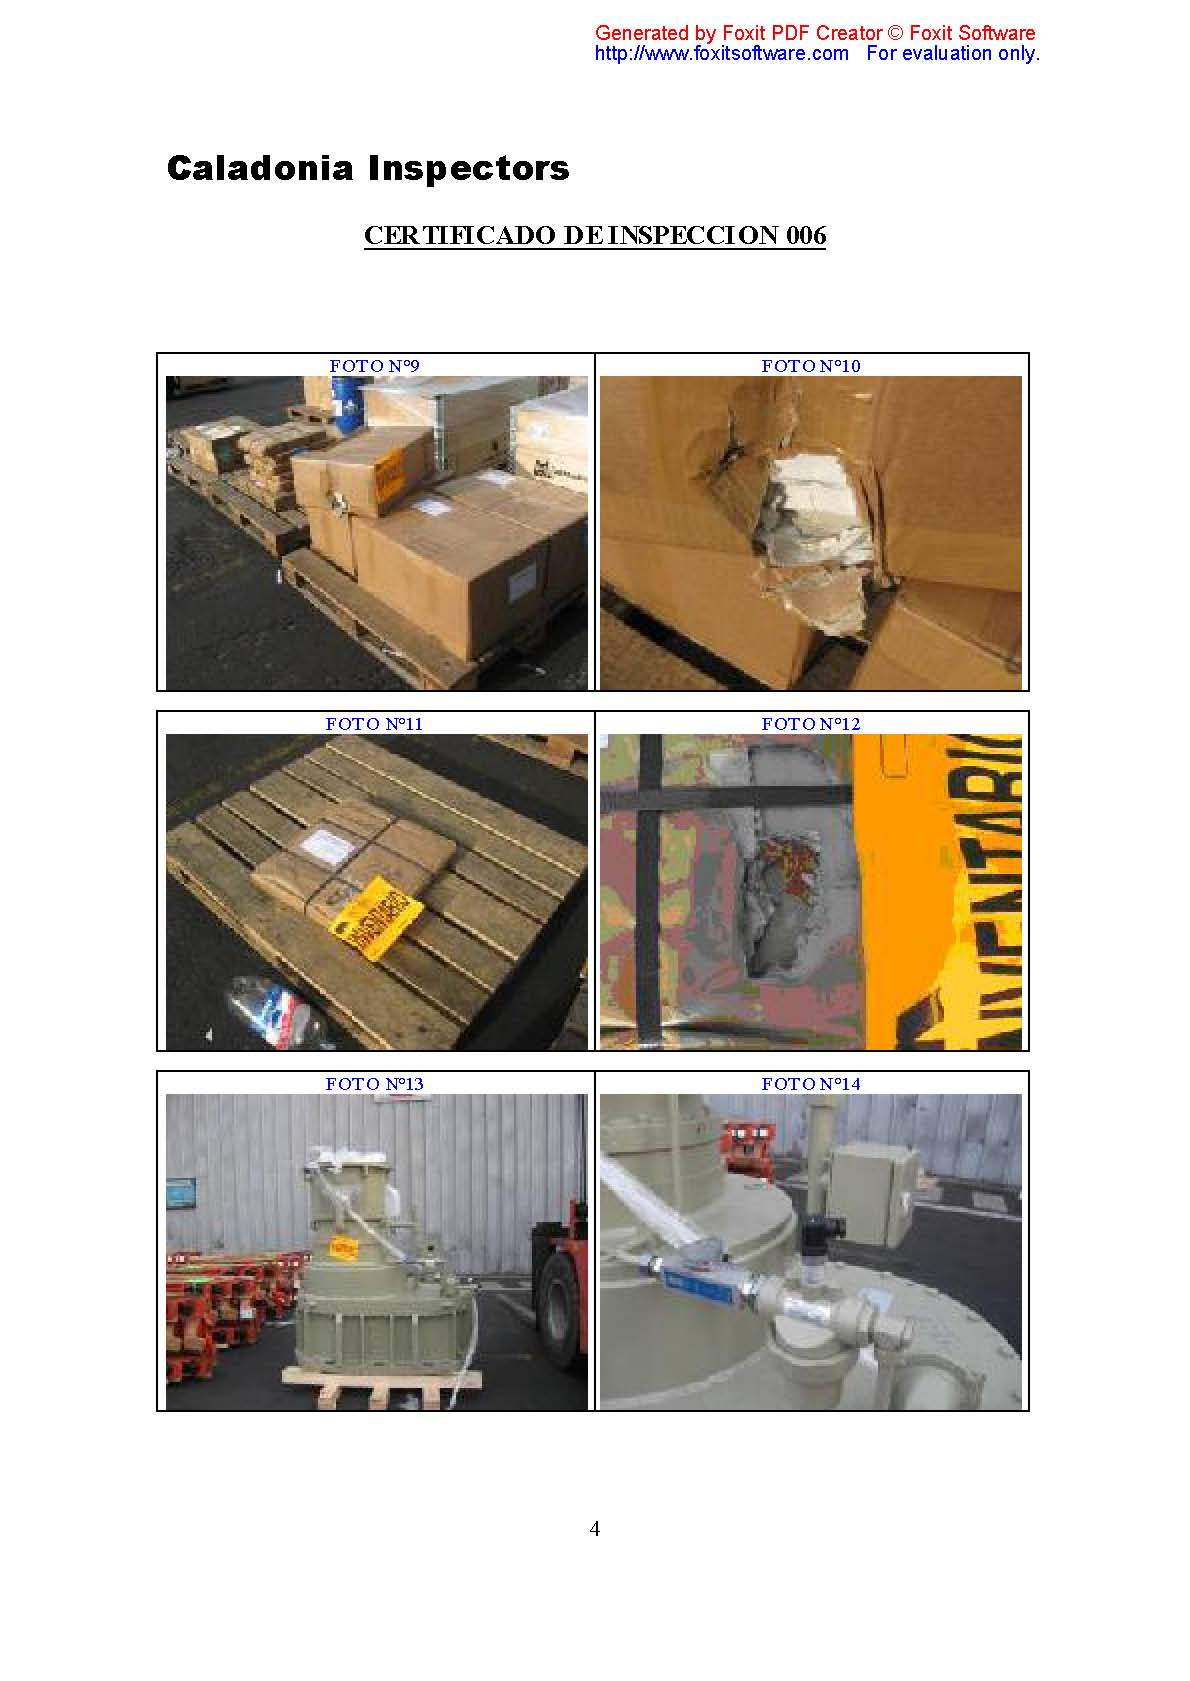 Generated by Foxit PDF Creator © Foxit Software
http://www.foxitsoftware.com For evaluation only.
Caladonia Inspectors
CERTIFICADO DE INSPECCION 006
FOTO N°9
FOTO N°10
FOTO N°11
FOTO N°12
INVENTARIO
FOTO N°13
FOTO N°14
4